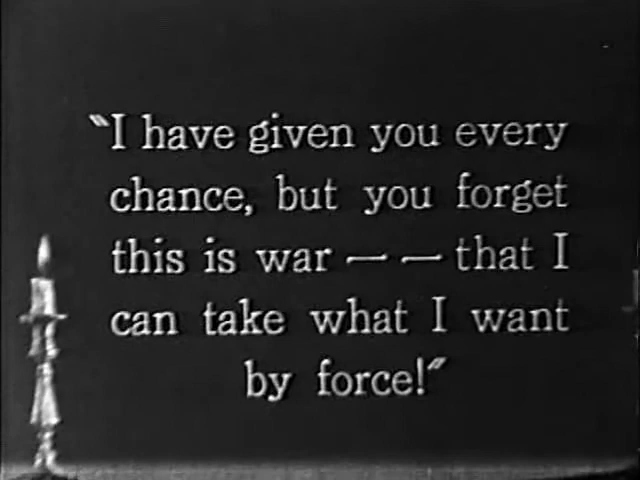 "I have given you every
chance, but you forget
this is war — — that I
can take what I want
by force!"